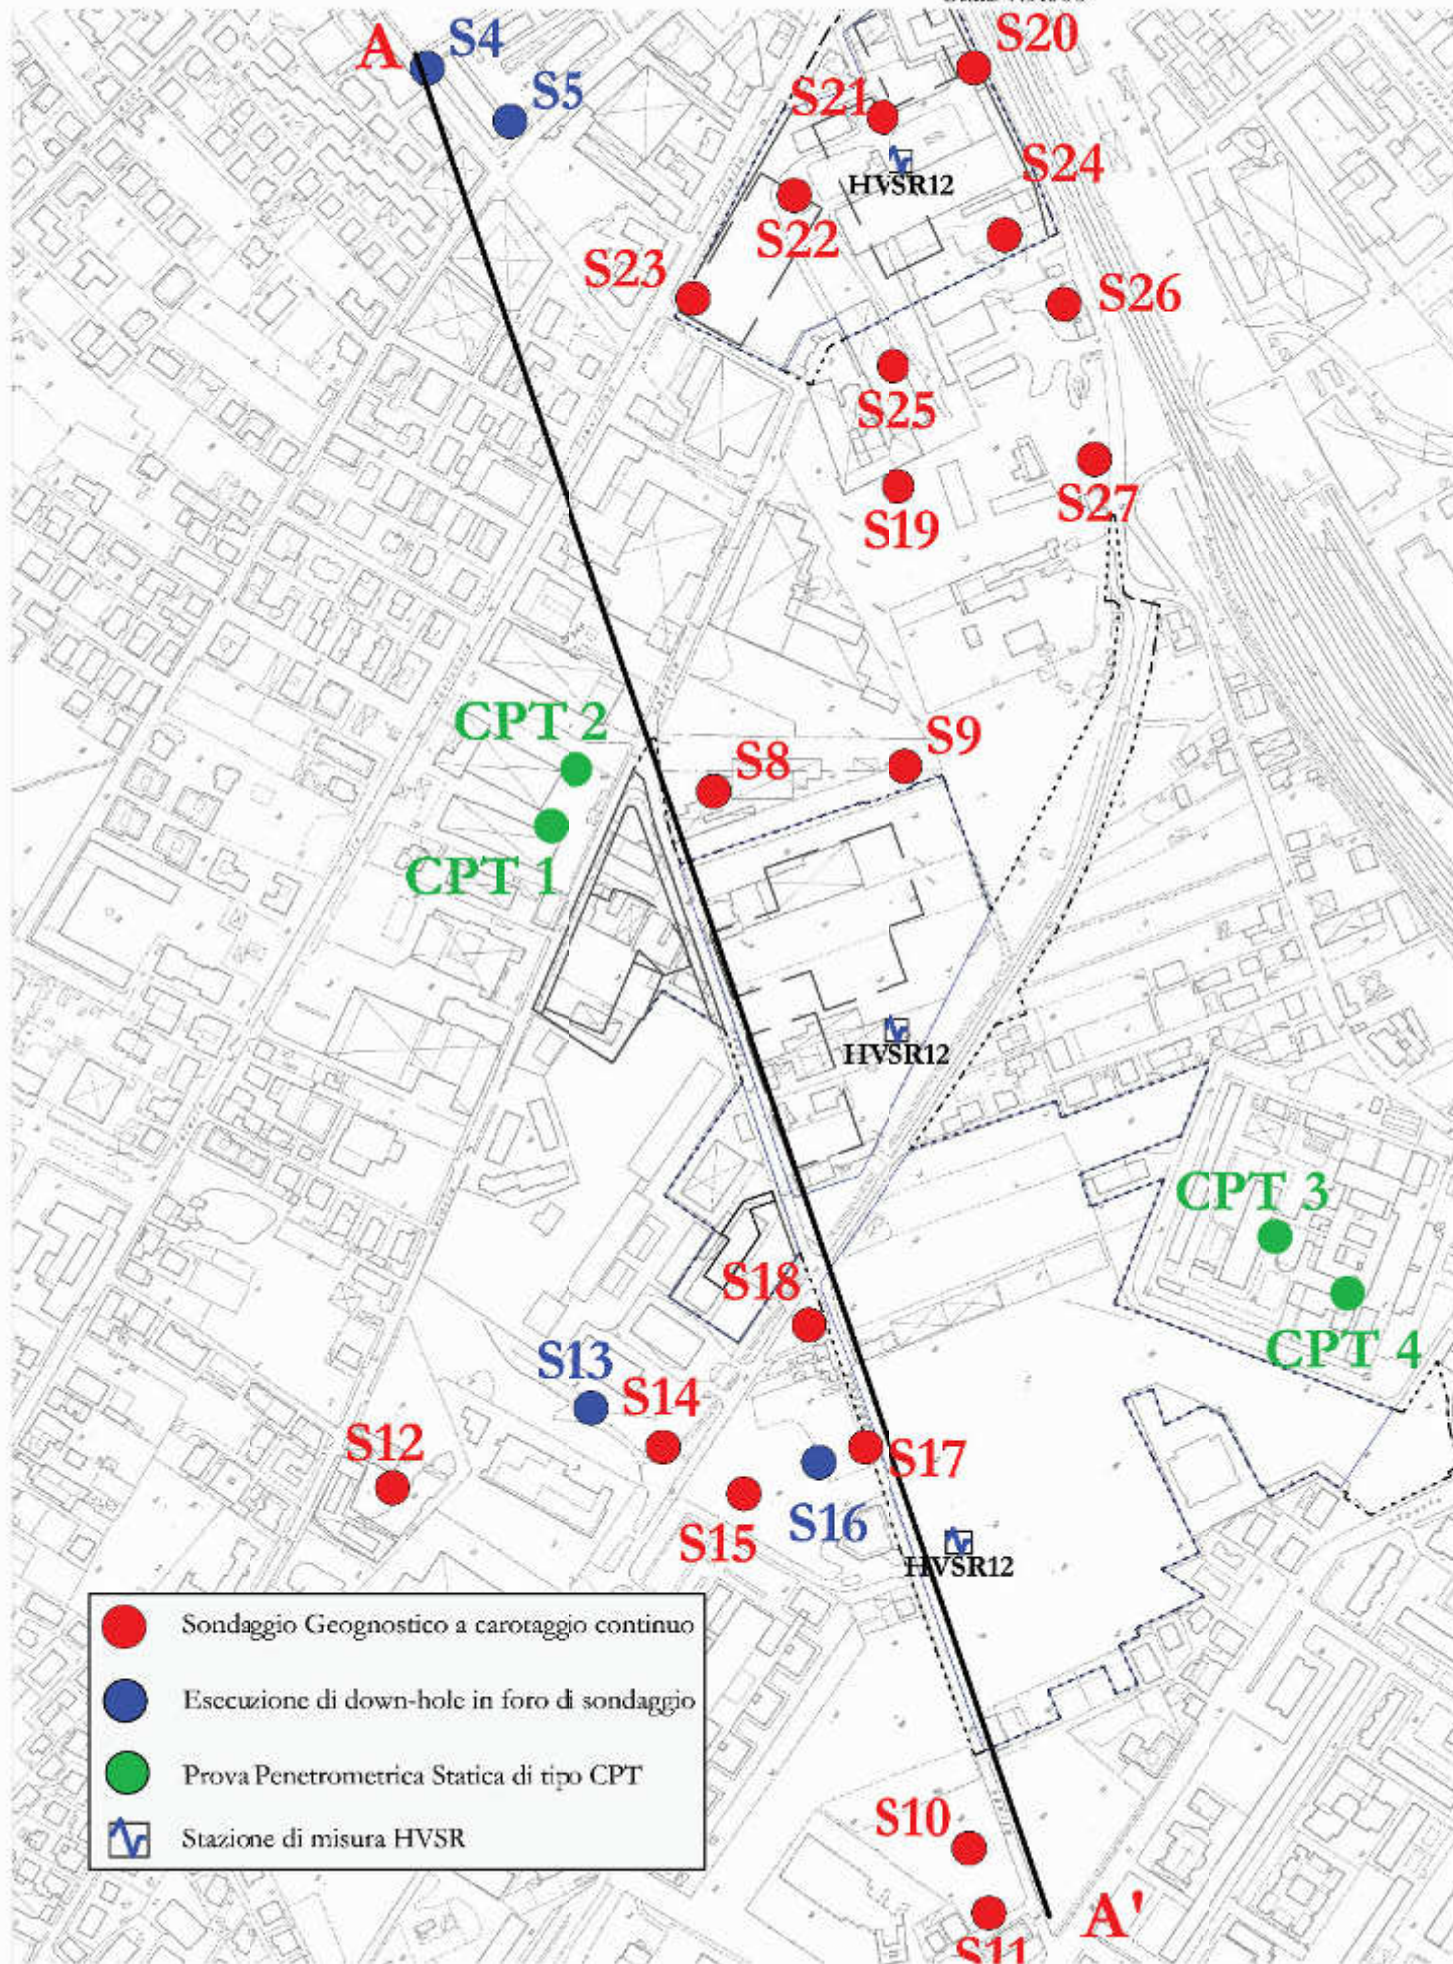 S20
A
S4
S5
S21
HVSR12
S24
S22
S23
S26
S25
S27
S19
CPT 2
S9
S8
CPT 1
HVSR12
CPT 3
S18
CPT 4
S13
S14
S12
S17
S16
S15
HVSR12
Sondaggio Geognostico a carotaggio continuo
Esecuzione di down-hole in foro di sondaggio
Prova Penetrometrica Statica di tipo CPT
Stazione di misura HVSR
S10
A'
S11